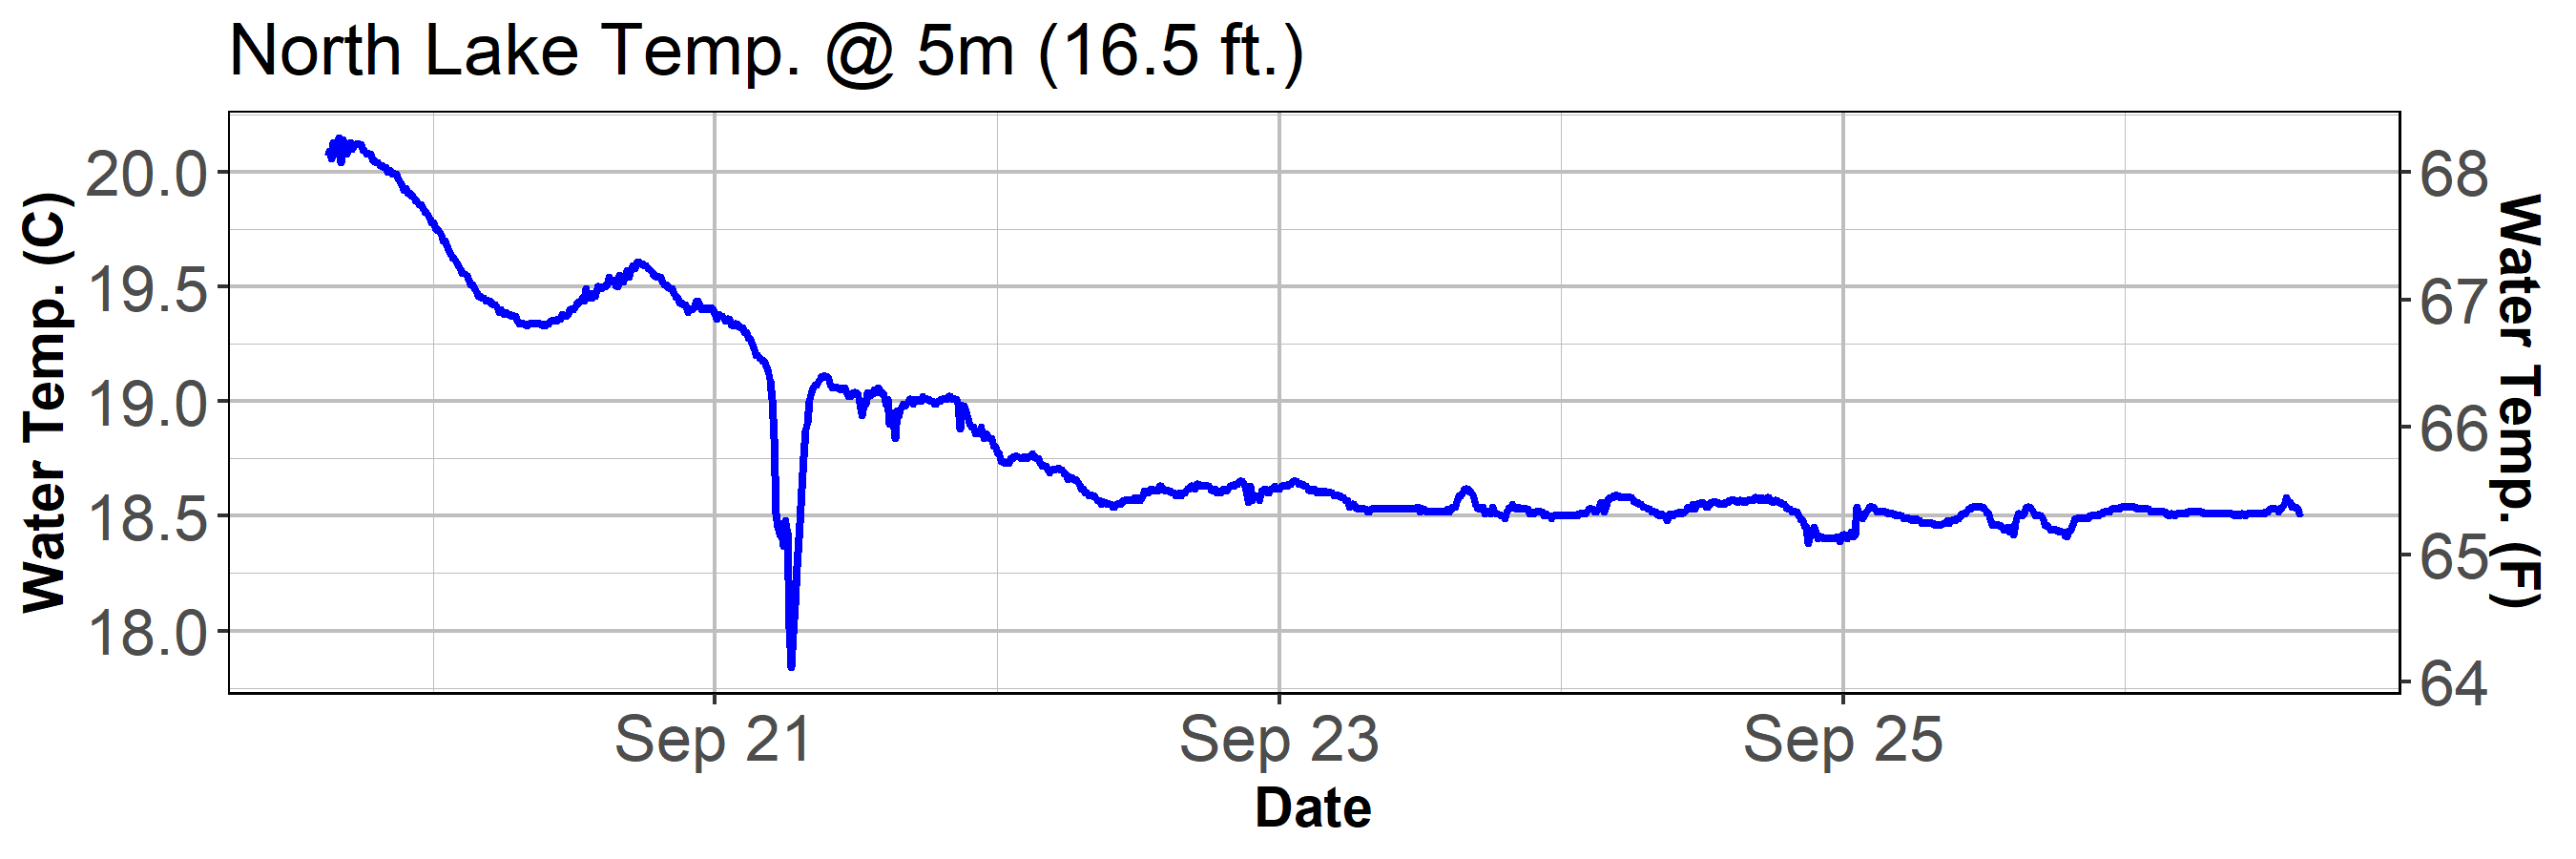 North Lake Temp. @ 5m (16.5 ft.)
Water Temp. (C)
20.0
19.5
19.0
18.5
18.0
68
67
66
65
64
Water Temp. (F)
Sep 21
Sep 23
Sep 25
Date